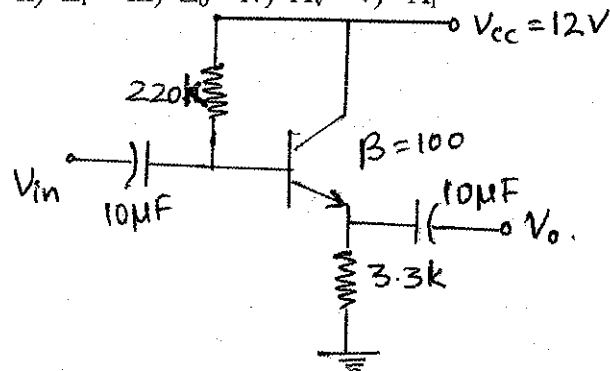 Vcc = 12V
220K
β = 100
Vin
10μF
10μF
Vo.
3.3k